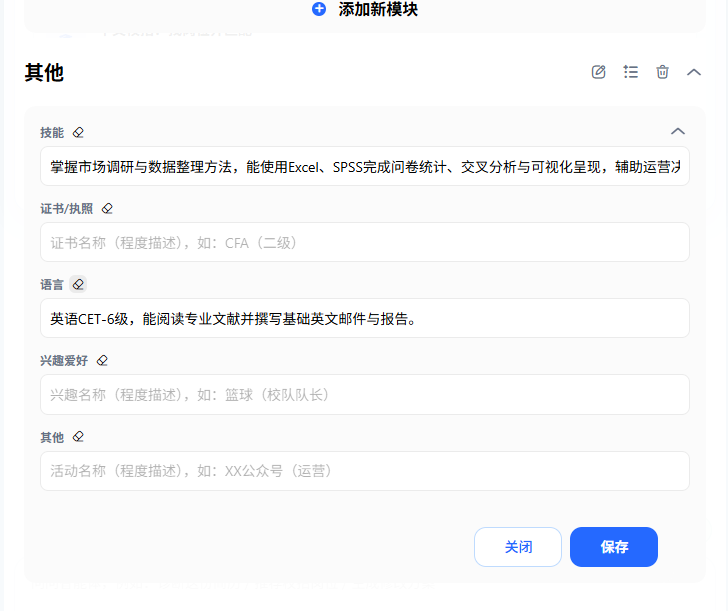 添加新模块
其他
技能
掌握市场调研与数据整理方法，能使用Excel、SPSS完成问卷统计、交叉分析与可视化呈现，辅助运营决
证书/执照
证书名称（程度描述），如：CFA（二级）
语言
英语CET-6级，能阅读专业文献并撰写基础英文邮件与报告。
兴趣爱好
兴趣名称（程度描述），如：篮球（校队队长）
其他
活动名称（程度描述），如：XX公众号（运营）
关闭
保存